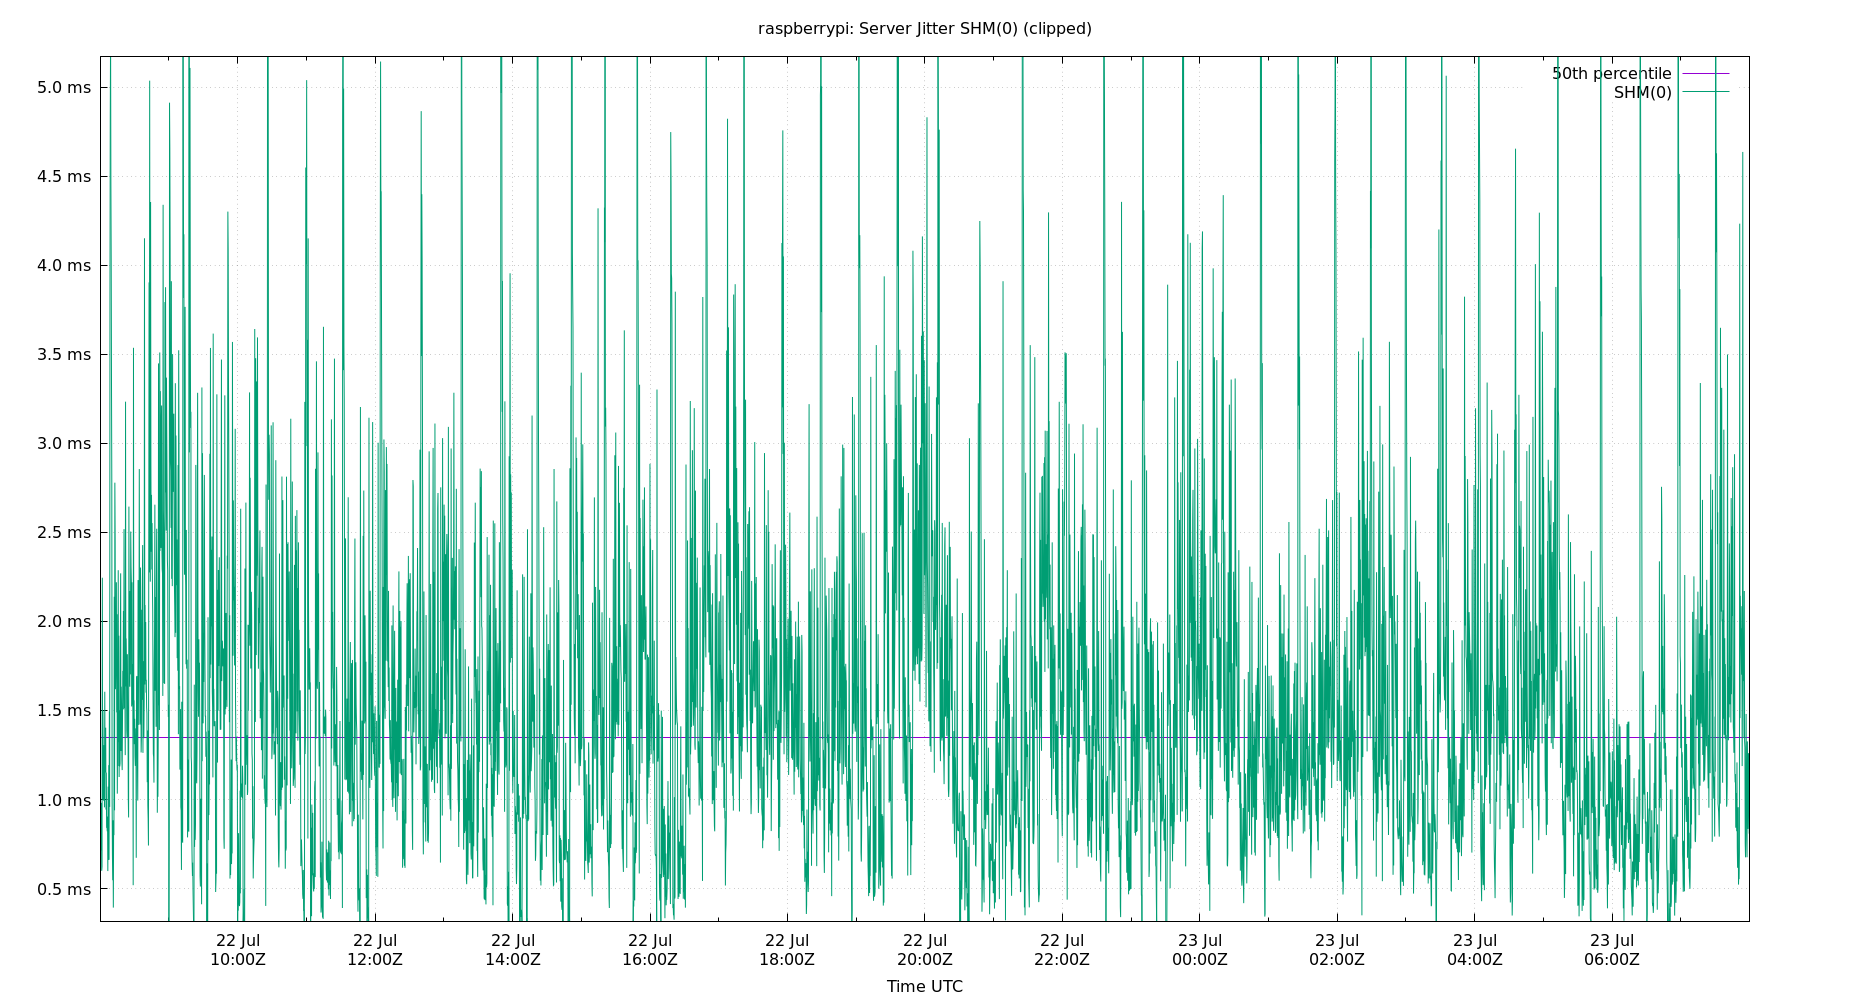 raspberrypi: Server Jitter SHM(0) (clipped)
50th percentile
SHM(0)
5.0 ms
4.5 ms
4.0 ms
3.5 ms
3.0 ms
2.5 ms
2.0 ms
1.5 ms
1.0 ms
0.5 ms
22 Jul 22 Jul 22 Jul 22 Jul 22 Jul 22 Jul 22 Jul 23 Jul 23 Jul 23 Jul 23 Jul
10:00Z 12:00Z 14:00Z 16:00Z 18:00Z 20:00Z 22:00Z 00:00Z 02:00Z 04:00Z 06:00Z
Time UTC